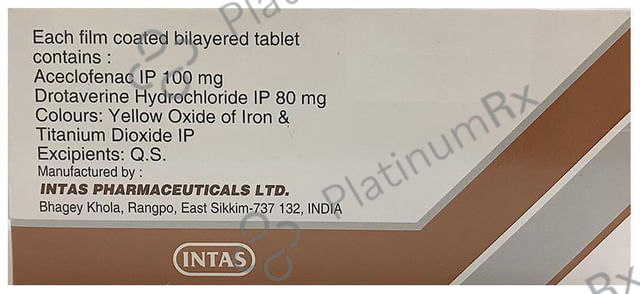 Each film coated bilayered tablet
contains :
Aceclofenac IP 100 mg
Drotaverine Hydrochloride IP 80 mg
Colours: Yellow Oxide of Iron &
Titanium Dioxide IP
Excipients: Q.S.
Manufactured by :
INTAS PHARMACEUTICALS LTD.
Bhagey Khola, Rangpo, East Sikkim-737 132, INDIA
INTAS
PlatinumRx